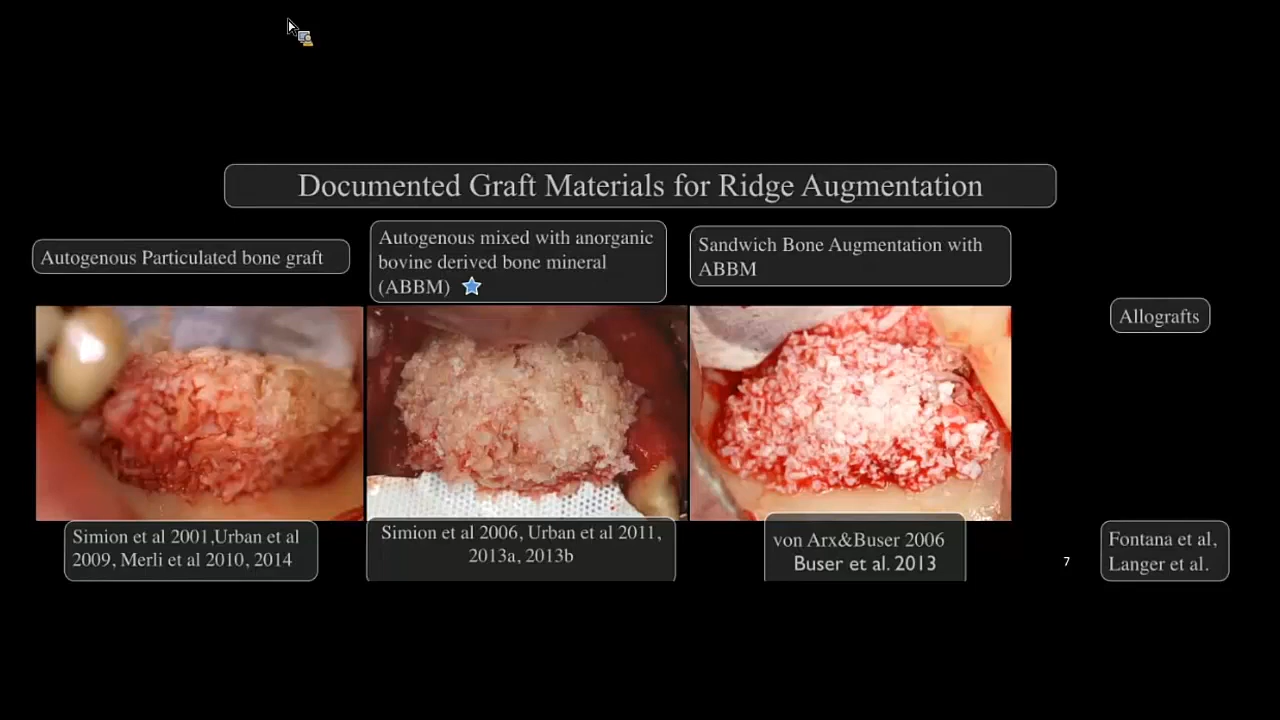 Documented Graft Materials for Ridge Augmentation
Autogenous Particulated bone graft
Autogenous mixed with anorganic
bovine derived bone mineral
(ABBM)
Sandwich Bone Augmentation with
ABBM
Allografts
Simion et al 2001,Urban et al
2009, Merli et al 2010, 2014
Simion et al 2006, Urban et al 2011,
2013a, 2013b
von Arx&Buser 2006
Buser et al. 2013
7
Fontana et al,
Langer et al.